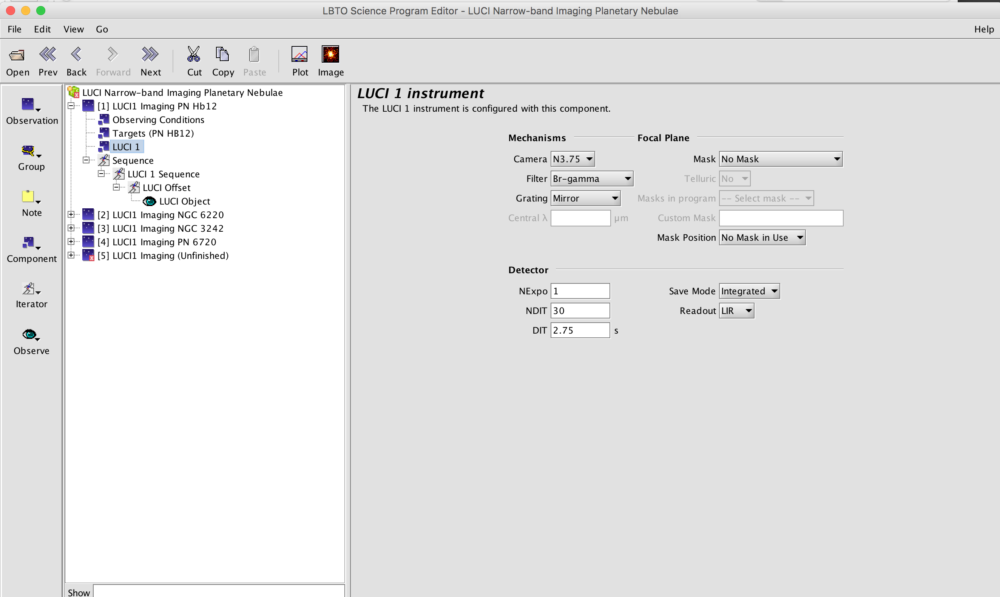 LBTO Science Program Editor - LUCI Narrow-band Imaging Planetary Nebulae
File Edit View Go Help
Open Prev Back Forward Next Cut Copy Paste Plot Image
Observation
Group
Note
Component
Iterator
Observe
LUCI Narrow-band Imaging Planetary Nebulae
[1] LUCI1 Imaging PN Hb12
Observing Conditions
Targets (PN HB12)
LUCI 1
Sequence
LUCI 1 Sequence
LUCI Offset
LUCI Object
[2] LUCI1 Imaging NGC 6220
[3] LUCI1 Imaging NGC 3242
[4] LUCI1 Imaging PN 6720
[5] LUCI1 Imaging (Unfinished)
Show
LUCI 1 instrument
The LUCI 1 instrument is configured with this component.
Mechanisms
Camera N3.75
Filter Br-gamma
Grating Mirror
Central λ µm
Focal Plane
Mask No Mask
Telluric No
Masks in program -- Select mask --
Custom Mask
Mask Position No Mask in Use
Detector
NExpo 1
NDIT 30
DIT 2.75 s
Save Mode Integrated
Readout LIR